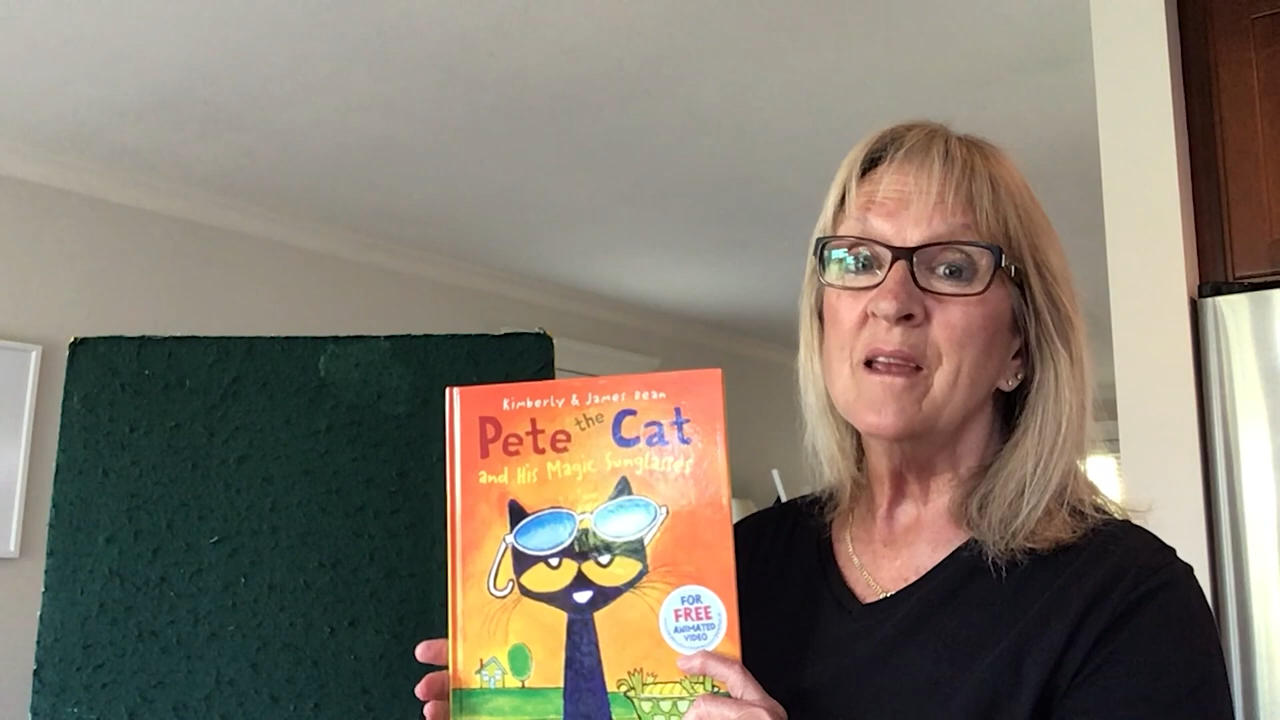 Kimberly & James Dean
Pete the Cat
and His Magic Sunglasses
FOR
FREE
ANIMATED
VIDEO